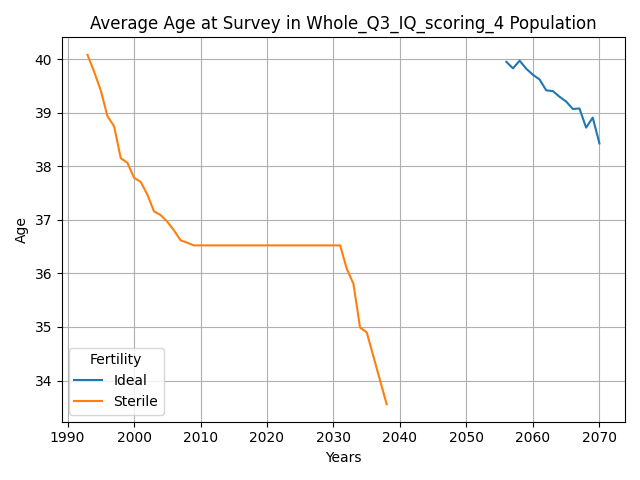 Average Age at Survey in Whole_Q3_IQ_scoring_4 Population
Age
40
39
38
37
36
35
34
Fertility
Ideal
Sterile
1990 2000 2010 2020 2030 2040 2050 2060 2070
Years